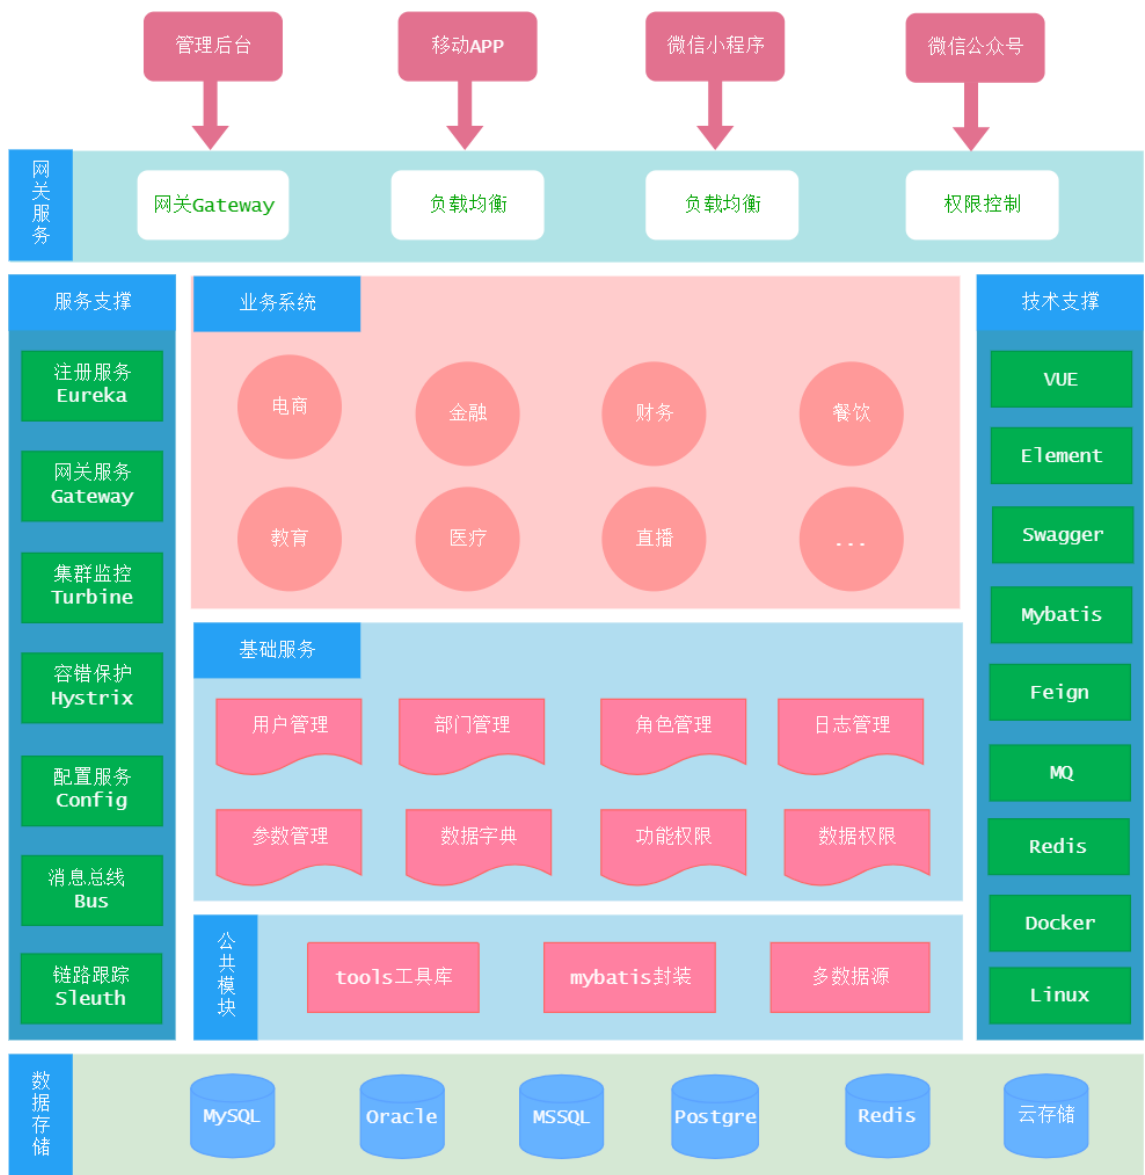 管理后台
移动APP
微信小程序
微信公众号
网关服务
网关Gateway
负载均衡
负载均衡
权限控制
服务支撑
注册服务
Eureka
网关服务
Gateway
集群监控
Turbine
容错保护
Hystrix
配置服务
Config
消息总线
Bus
链路跟踪
Sleuth
业务系统
电商
金融
财务
餐饮
教育
医疗
直播
...
基础服务
用户管理
部门管理
角色管理
日志管理
参数管理
数据字典
功能权限
数据权限
公共模块
tools工具库
mybatis封装
多数据源
技术支撑
VUE
Element
Swagger
Mybatis
Feign
MQ
Redis
Docker
Linux
数据存储
MySQL
Oracle
MSSQL
Postgre
Redis
云存储